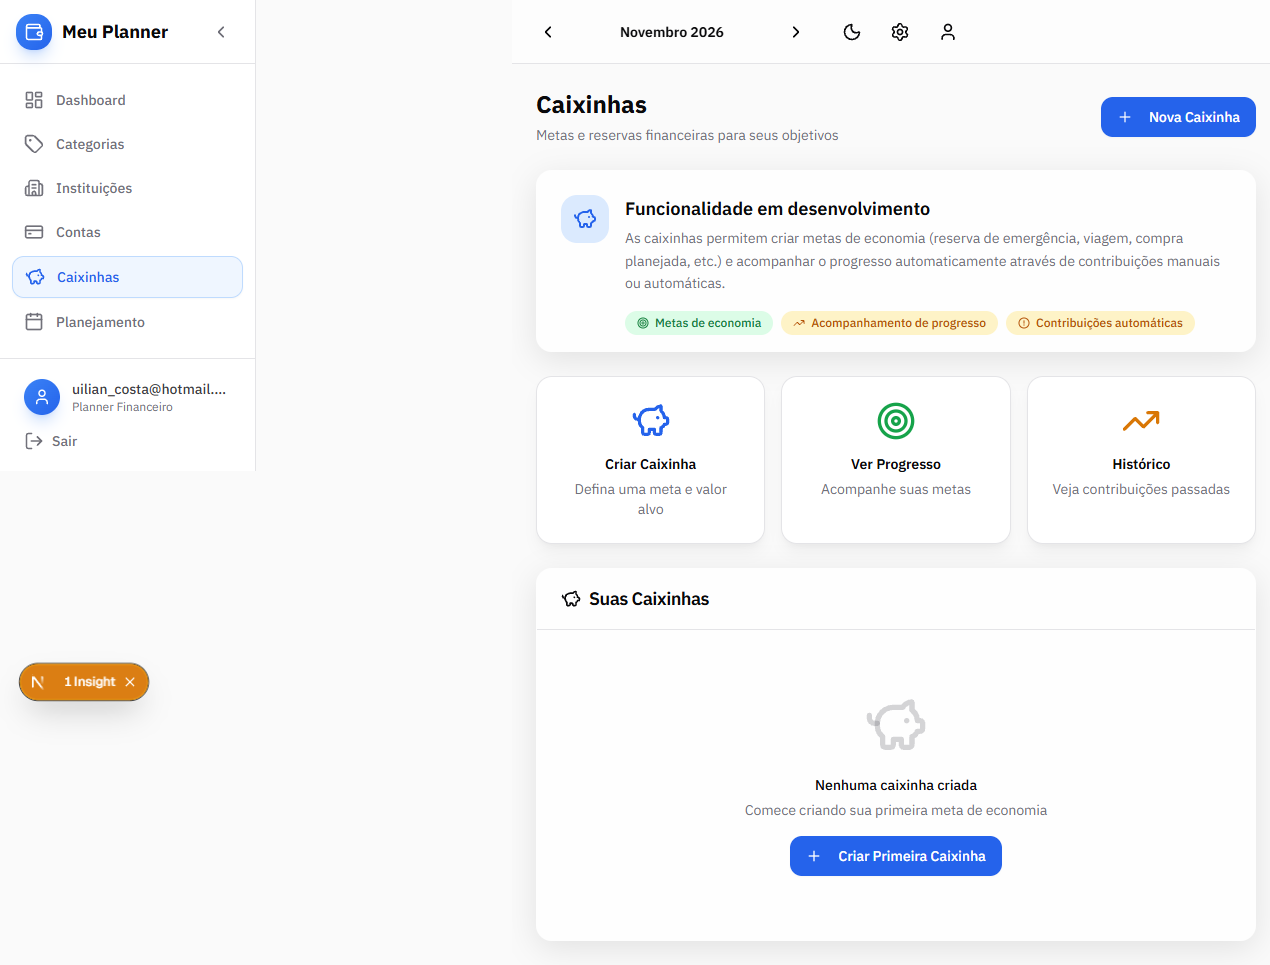 Meu Planner
Dashboard
Categorias
Instituições
Contas
Caixinhas
Planejamento
uilian_costa@hotmail....
Planner Financeiro
Sair
1 Insight
Novembro 2026
Caixinhas
Metas e reservas financeiras para seus objetivos
Nova Caixinha
Funcionalidade em desenvolvimento
As caixinhas permitem criar metas de economia (reserva de emergência, viagem, compra
planejada, etc.) e acompanhar o progresso automaticamente através de contribuições manuais
ou automáticas.
Metas de economia
Acompanhamento de progresso
Contribuições automáticas
Criar Caixinha
Defina uma meta e valor
alvo
Ver Progresso
Acompanhe suas metas
Histórico
Veja contribuições passadas
Suas Caixinhas
Nenhuma caixinha criada
Comece criando sua primeira meta de economia
Criar Primeira Caixinha